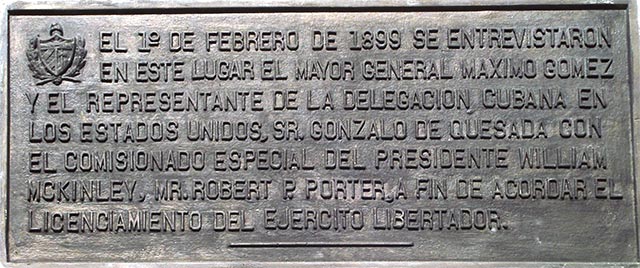 EL 1º DE FEBRERO DE 1899 SE ENTREVISTARON
EN ESTE LUGAR EL MAYOR GENERAL MAXIMO GOMEZ
Y EL REPRESENTANTE DE LA DELEGACION, CUBANA EN
LOS ESTADOS UNIDOS, SR. GONZALO DE QUESADA CON
EL COMISIONADO ESPECIAL DEL PRESIDENTE WILLIAM
MCKINLEY, MR. ROBERT P. PORTER, A FIN DE ACORDAR EL
LICENCIAMIENTO DEL EJERCITO LIBERTADOR.